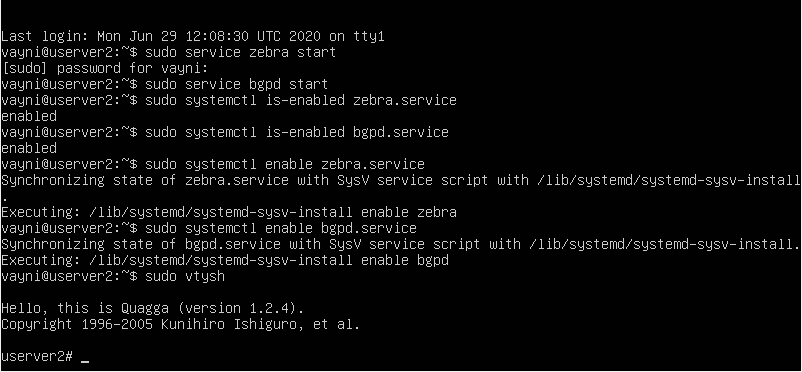 Last login: Mon Jun 29 12:08:30 UTC 2020 on tty1
vayni@userver2:~$ sudo service zebra start
[sudo] password for vayni:
vayni@userver2:~$ sudo service bgpd start
vayni@userver2:~$ sudo systemctl is-enabled zebra.service
enabled
vayni@userver2:~$ sudo systemctl is-enabled bgpd.service
enabled
vayni@userver2:~$ sudo systemctl enable zebra.service
Synchronizing state of zebra.service with SysV service script with /lib/systemd/systemd-sysv-install
.
Executing: /lib/systemd/systemd-sysv-install enable zebra
vayni@userver2:~$ sudo systemctl enable bgpd.service
Synchronizing state of bgpd.service with SysV service script with /lib/systemd/systemd-sysv-install.
Executing: /lib/systemd/systemd-sysv-install enable bgpd
vayni@userver2:~$ sudo vtysh
Hello, this is Quagga (version 1.2.4).
Copyright 1996-2005 Kunihiro Ishiguro, et al.
userver2# _